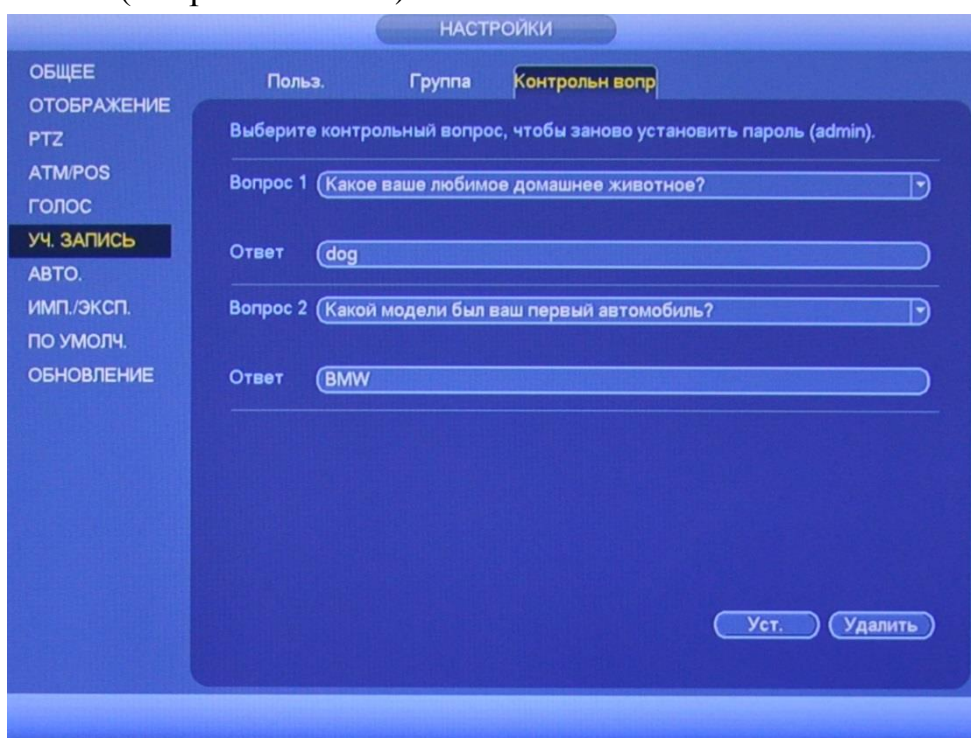 НАСТРОЙКИ
ОБЩЕЕ
ОТОБРАЖЕНИЕ
PTZ
ATM/POS
ГОЛОС
УЧ. ЗАПИСЬ
АВТО.
ИМП./ЭКСП.
ПО УМОЛЧ.
ОБНОВЛЕНИЕ
Польз. Группа Контрольн вопр
Выберите контрольный вопрос, чтобы заново установить пароль (admin).
Вопрос 1 Какое ваше любимое домашнее животное?
Ответ dog
Вопрос 2 Какой модели был ваш первый автомобиль?
Ответ BMW
Уст. Удалить